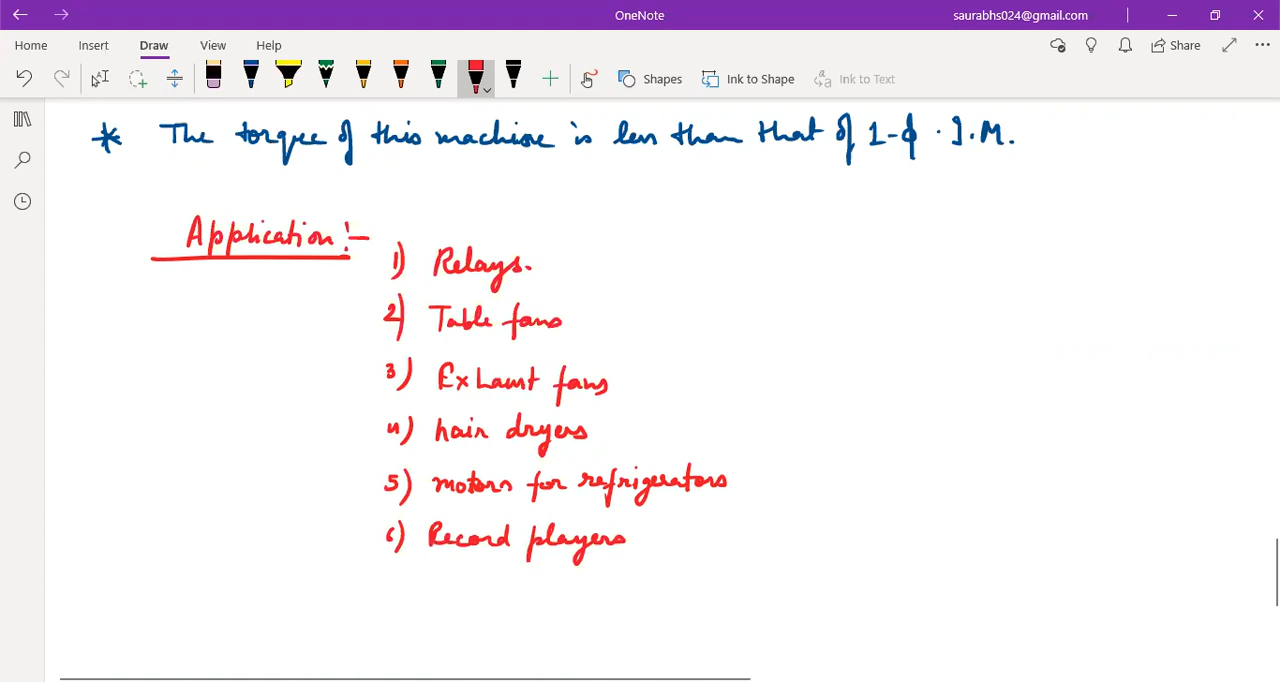 OneNote
saurabhs024@gmail.com
Home Insert Draw View Help
Share
Shapes Ink to Shape Ink to Text
* The torque of this machine is less than that of 1-ϕ . I.M.
Application :-
1) Relays.
2) Table fans
3) Exhaust fans
4) hair dryers
5) motors for refrigerators
6) Record players